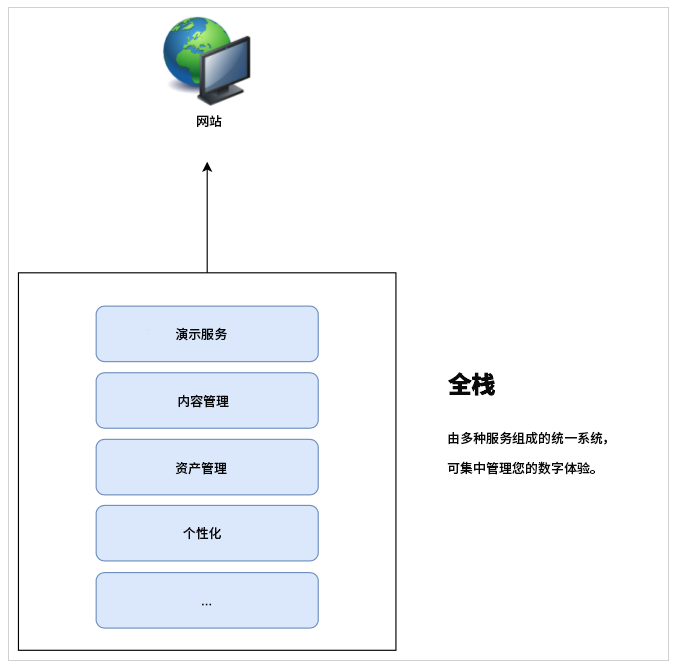 网站
演示服务
内容管理
资产管理
个性化
...
全栈
由多种服务组成的统一系统，
可集中管理您的数字体验。